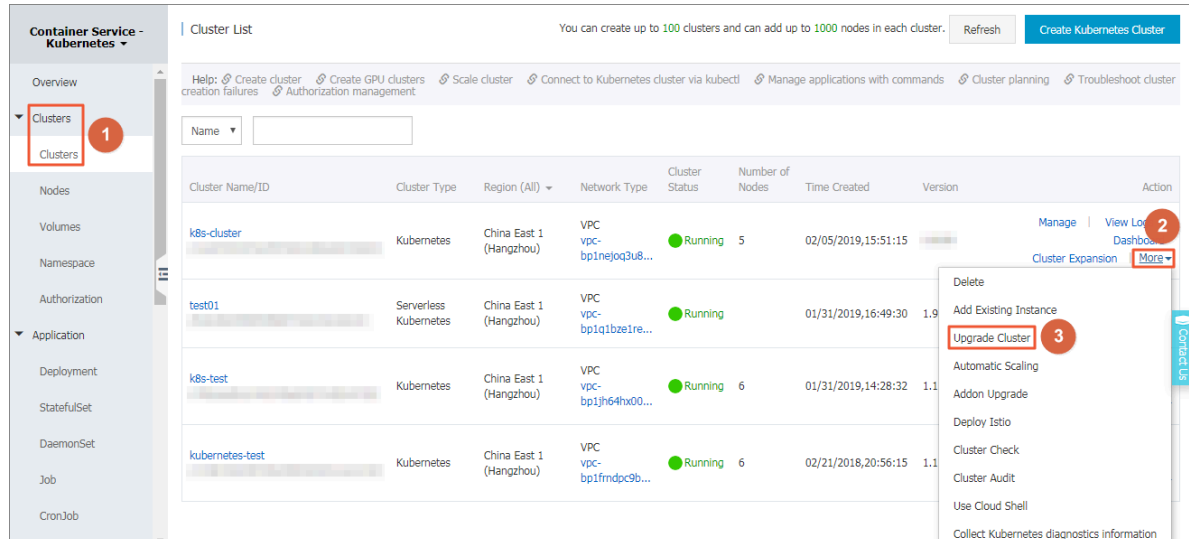 Container Service -
Kubernetes
Cluster List
You can create up to 100 clusters and can add up to 1000 nodes in each cluster.
Refresh
Create Kubernetes Cluster
Overview
Clusters
1
Clusters
Nodes
Volumes
Namespace
Authorization
Application
Deployment
StatefulSet
DaemonSet
Job
CronJob
Help: Create cluster Create GPU clusters Scale cluster Connect to Kubernetes cluster via kubectl Manage applications with commands Cluster planning Troubleshoot cluster
creation failures Authorization management
Name
Cluster Name/ID Cluster Type Region (All) Network Type Cluster Status Number of Nodes Time Created Version Action
k8s-cluster
Kubernetes
China East 1
(Hangzhou)
VPC
vpc-
bp1nejoq3u8...
Running
5
02/05/2019,15:51:15
Manage View Log
2
Dashboard
Cluster Expansion More
test01
Serverless
Kubernetes
China East 1
(Hangzhou)
VPC
vpc-
bp1q1bze1re...
Running
01/31/2019,16:49:30
1.9
k8s-test
Kubernetes
China East 1
(Hangzhou)
VPC
vpc-
bp1jh64hx00...
Running
6
01/31/2019,14:28:32
1.1
kubernetes-test
Kubernetes
China East 1
(Hangzhou)
VPC
vpc-
bp1frndpc9b...
Running
6
02/21/2018,20:56:15
1.1
Delete
Add Existing Instance
Upgrade Cluster
3
Automatic Scaling
Addon Upgrade
Deploy Istio
Cluster Check
Cluster Audit
Use Cloud Shell
Collect Kubernetes diagnostics information
Contact Us